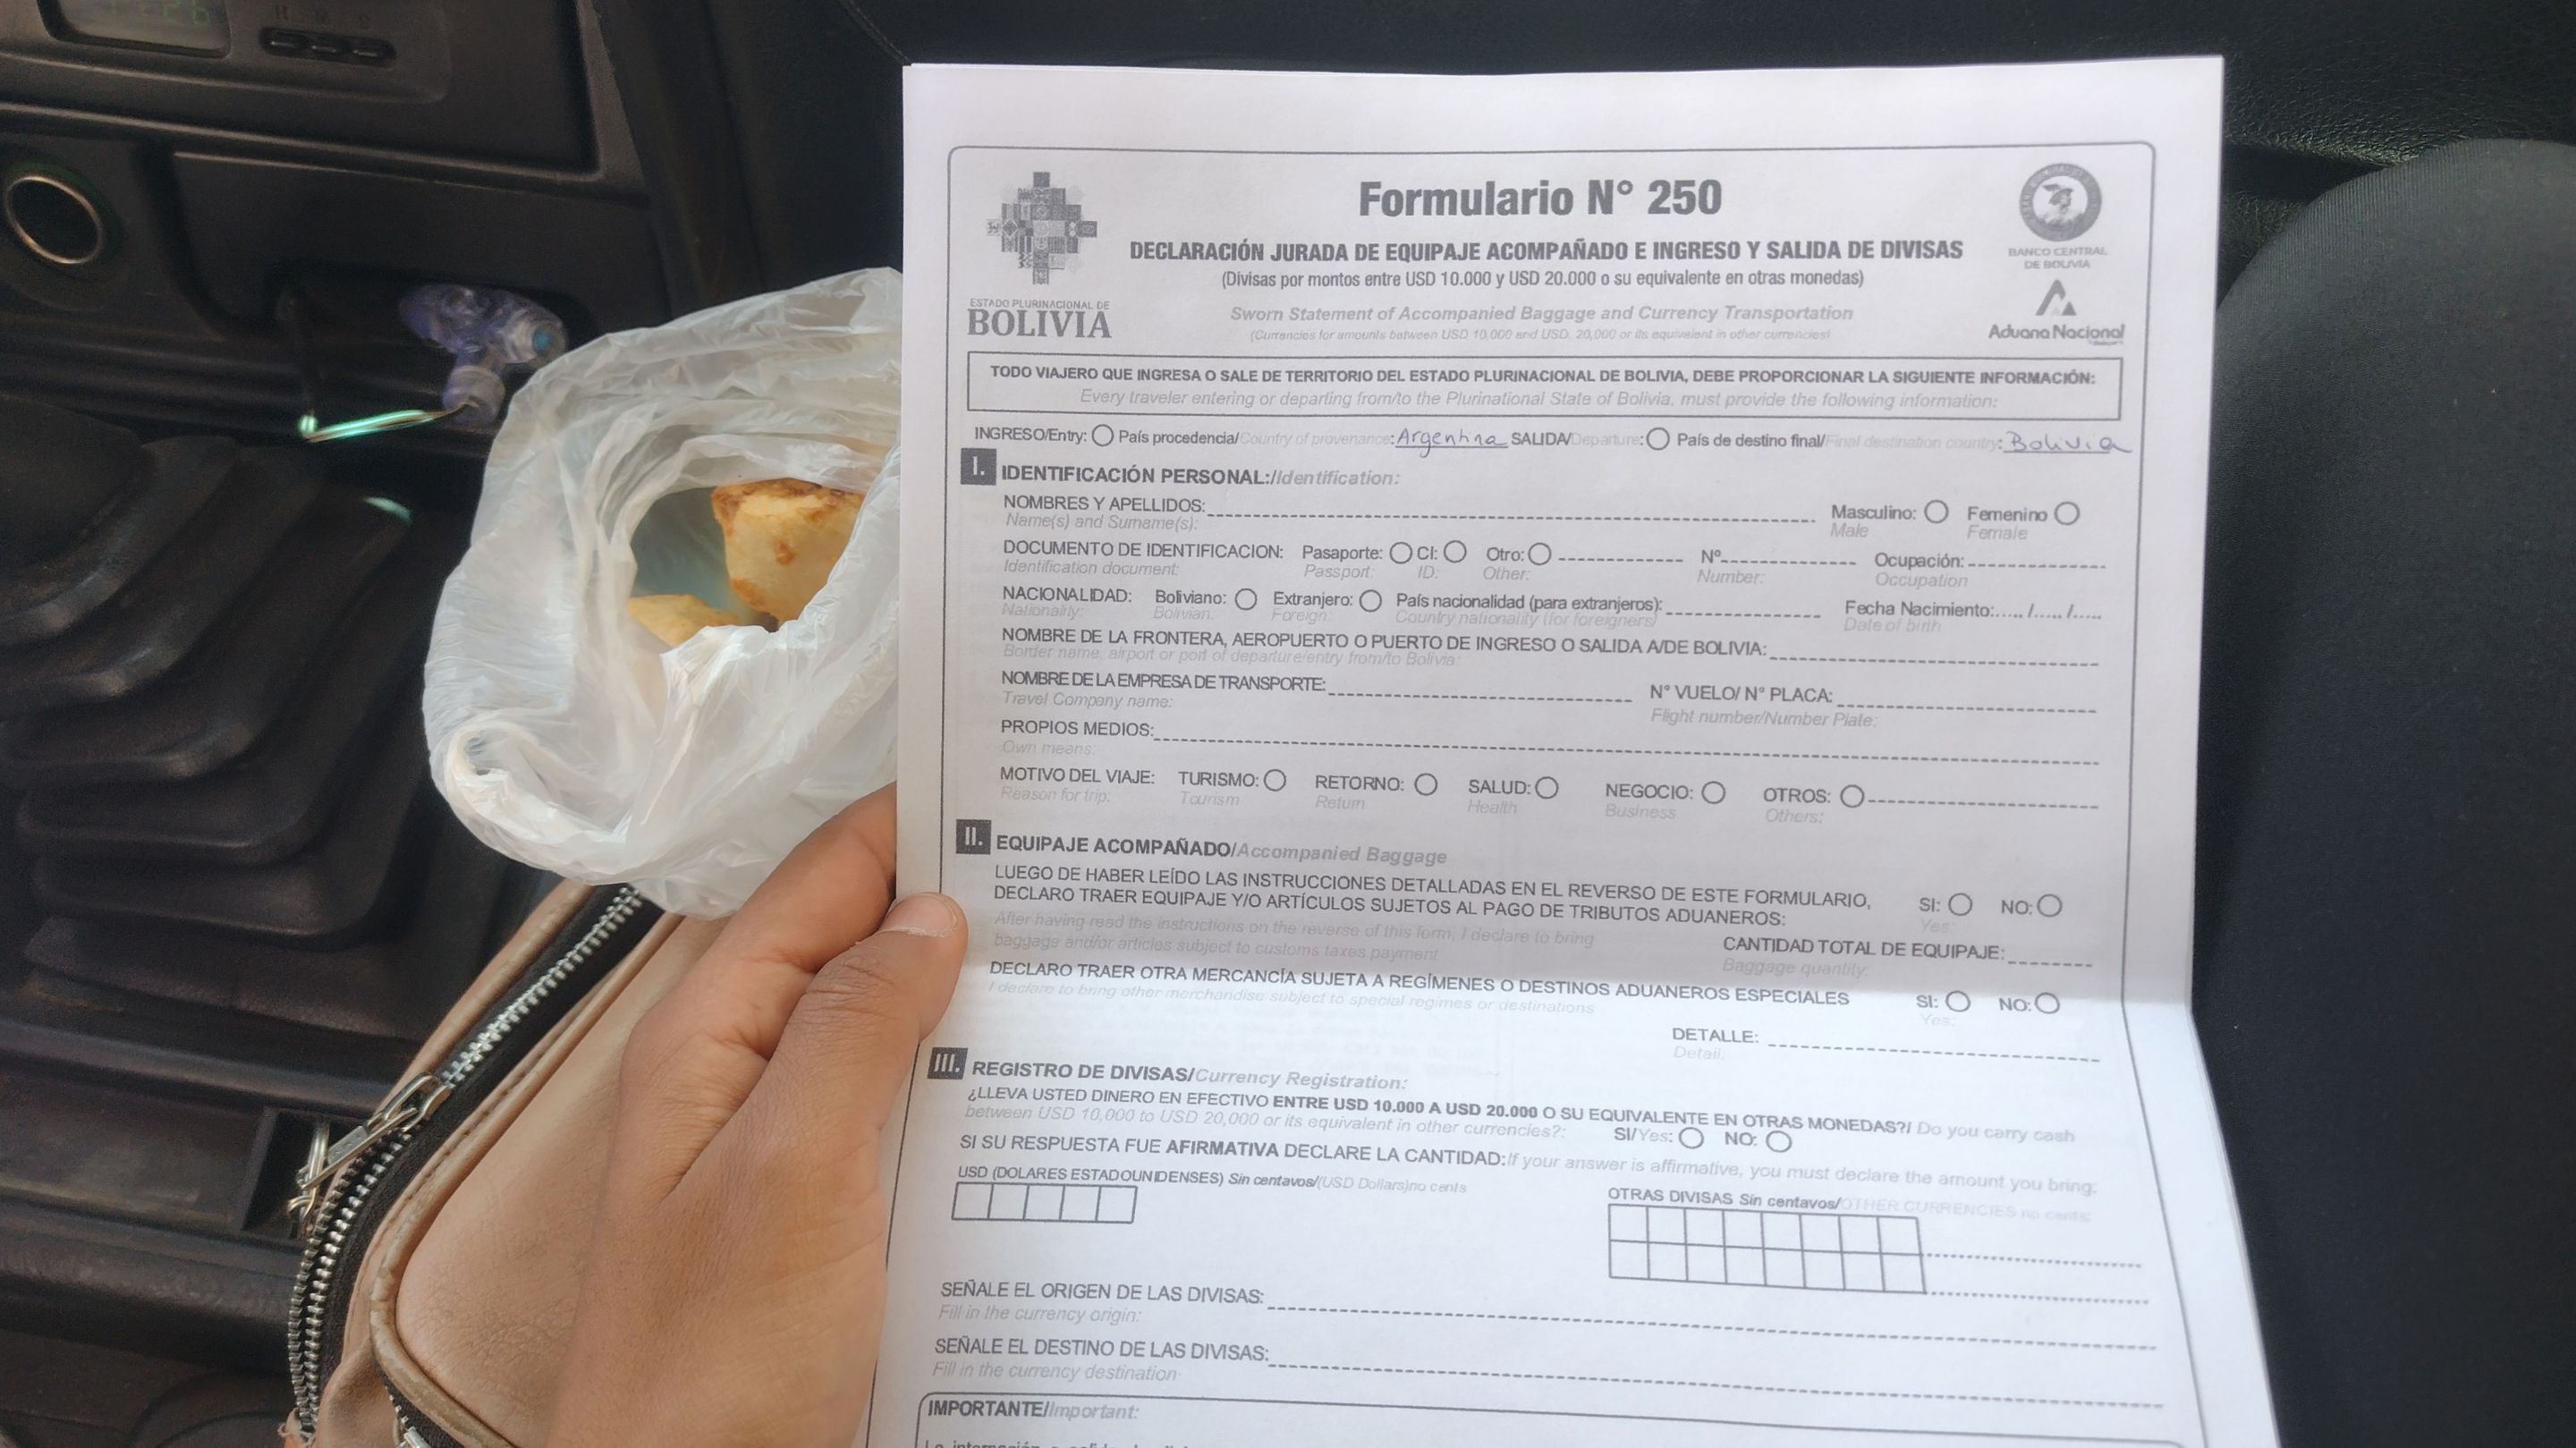 Formulario N° 250
DECLARACIÓN JURADA DE EQUIPAJE ACOMPAÑADO E INGRESO Y SALIDA DE DIVISAS
(Divisas por montos entre USD 10.000 y USD 20.000 o su equivalente en otras monedas)
Sworn Statement of Accompanied Baggage and Currency Transportation
(Currencies for amounts between USD 10,000 and USD. 20,000 or its equivalent in other currencies)
ESTADO PLURINACIONAL DE
BOLIVIA
BANCO CENTRAL
DE BOLIVIA
Aduana Nacional
TODO VIAJERO QUE INGRESA O SALE DE TERRITORIO DEL ESTADO PLURINACIONAL DE BOLIVIA, DEBE PROPORCIONAR LA SIGUIENTE INFORMACIÓN:
Every traveler entering or departing from/to the Plurinational State of Bolivia, must provide the following information:
INGRESO/Entry: País procedencia/Country of provenance: Argentina SALIDA/Departure: País de destino final/Final destination country: Bolivia
I. IDENTIFICACIÓN PERSONAL:/Identification:
NOMBRES Y APELLIDOS: Masculino: Femenino
Name(s) and Surname(s): Male Female
DOCUMENTO DE IDENTIFICACION: Pasaporte: CI: Otro: Nº Ocupación:
Identification document: Passport: ID: Other: Number: Occupation
NACIONALIDAD: Boliviano: Extranjero: País nacionalidad (para extranjeros): Fecha Nacimiento:...../...../.....
Nationality: Bolivian: Foreign: Country nationality (for foreigners) Date of birth
NOMBRE DE LA FRONTERA, AEROPUERTO O PUERTO DE INGRESO O SALIDA A/DE BOLIVIA:
Border name, airport or port of departure/entry from/to Bolivia:
NOMBRE DE LA EMPRESA DE TRANSPORTE: N° VUELO/ N° PLACA:
Travel Company name: Flight number/Number Plate:
PROPIOS MEDIOS:
Own means:
MOTIVO DEL VIAJE: TURISMO: RETORNO: SALUD: NEGOCIO: OTROS:
Reason for trip: Tourism Return Health Business Others:
II. EQUIPAJE ACOMPAÑADO/Accompanied Baggage
LUEGO DE HABER LEÍDO LAS INSTRUCCIONES DETALLADAS EN EL REVERSO DE ESTE FORMULARIO,
DECLARO TRAER EQUIPAJE Y/O ARTÍCULOS SUJETOS AL PAGO DE TRIBUTOS ADUANEROS: SI: NO:
Yes:
After having read the instructions on the reverse of this form, I declare to bring
baggage and/or articles subject to customs taxes payment
CANTIDAD TOTAL DE EQUIPAJE:
Baggage quantity:
DECLARO TRAER OTRA MERCANCÍA SUJETA A REGÍMENES O DESTINOS ADUANEROS ESPECIALES SI: NO:
I declare to bring other merchandise subject to special regimes or destinations Yes:
DETALLE:
Detail:
III. REGISTRO DE DIVISAS/Currency Registration:
¿LLEVA USTED DINERO EN EFECTIVO ENTRE USD 10.000 A USD 20.000 O SU EQUIVALENTE EN OTRAS MONEDAS?/ Do you carry cash
between USD 10,000 to USD 20,000 or its equivalent in other currencies?: SI/Yes: NO:
SI SU RESPUESTA FUE AFIRMATIVA DECLARE LA CANTIDAD:If your answer is affirmative, you must declare the amount you bring:
USD (DOLARES ESTADOUNIDENSES) Sin centavos/(USD Dollars)no cents
OTRAS DIVISAS Sin centavos/OTHER CURRENCIES no cents:
SEÑALE EL ORIGEN DE LAS DIVISAS:
Fill in the currency origin:
SEÑALE EL DESTINO DE LAS DIVISAS:
Fill in the currency destination
IMPORTANTE/Important: